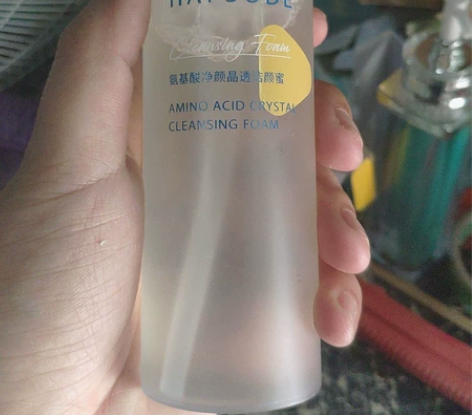 Cleansing Foam
氨基酸净颜晶透洁颜蜜
AMINO ACID CRYSTAL
CLEANSING FOAM